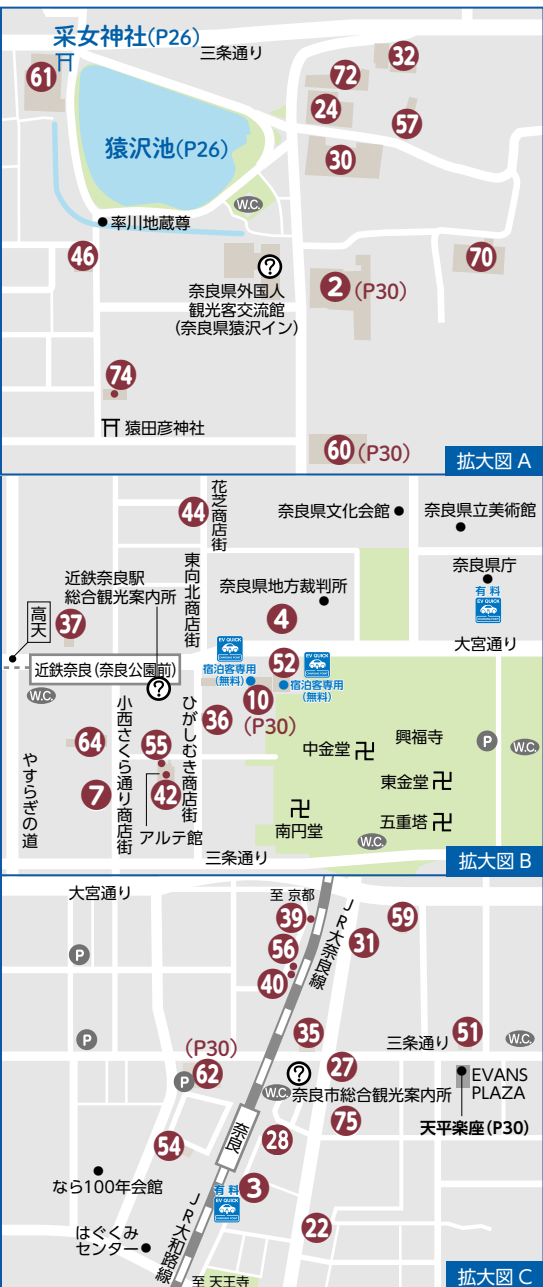 采女神社(P26)
三条通り
61
32
72
24
57
猿沢池(P26)
30
W.C.
率川地蔵尊
46
?
70
奈良県外国人
観光客交流館
(奈良県猿沢イン)
2 (P30)
74
猿田彦神社
60 (P30)
拡大図 A
花芝商店街
44
奈良県文化会館
奈良県立美術館
近鉄奈良駅
総合観光案内所
東向北商店街
奈良県地方裁判所
奈良県庁
有料
EV QUICK
高天
37
4
大宮通り
EV QUICK
宿泊客専用
(無料)
52
EV QUICK
宿泊客専用
(無料)
近鉄奈良(奈良公園前)
W.C.
?
10
(P30)
36
小西さくら通り商店街
ひがしむき商店街
64
55
中金堂 卍
興福寺
P
W.C.
やすらぎの道
7
42
東金堂 卍
アルテ館
卍
南円堂
五重塔 卍
W.C.
三条通り
拡大図 B
大宮通り
至 京都
39
JR大奈良線
59
31
P
56
40
35
三条通り
51
W.C.
P
(P30)
P
62
?
27
W.C.
奈良市総合観光案内所
EVANS
PLAZA
天平楽座(P30)
奈良
75
28
54
なら100年会館
有料
EV QUICK
3
はぐくみ
センター
JR大和路線
22
至 天王寺
拡大図 C